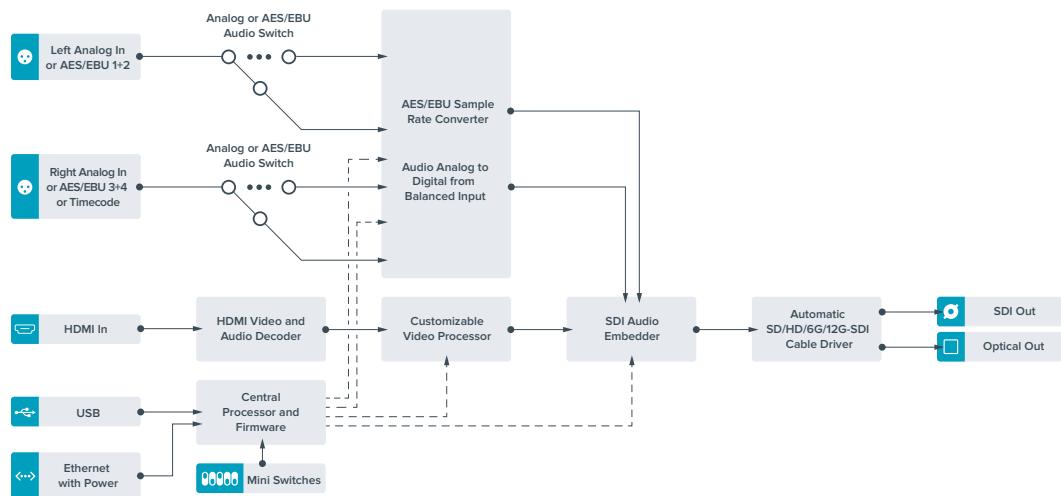 Analog or AES/EBU
Audio Switch
Left Analog In
or AES/EBU 1+2
AES/EBU Sample
Rate Converter
Analog or AES/EBU
Audio Switch
Right Analog In
or AES/EBU 3+4
or Timecode
Audio Analog to
Digital from
Balanced Input
HDMI In
HDMI Video and
Audio Decoder
Customizable
Video Processor
SDI Audio
Embedder
Automatic
SD/HD/6G/12G-SDI
Cable Driver
SDI Out
Optical Out
USB
Central
Processor and
Firmware
Ethernet
with Power
Mini Switches